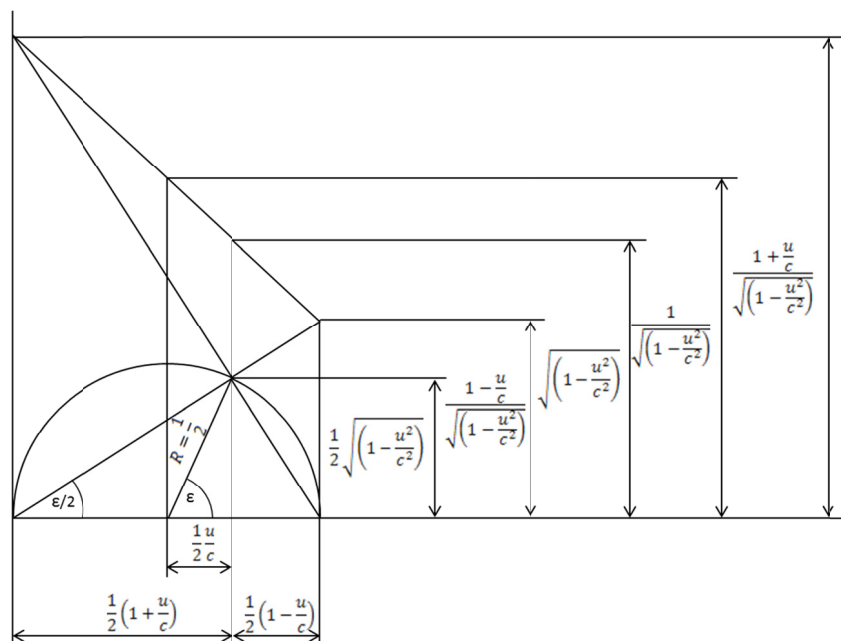 (1+u/c)/√((1−u²/c²))
1/√((1−u²/c²))
√((1−u²/c²))
(1−u/c)/√((1−u²/c²))
½√((1−u²/c²))
R = 1/2
ε/2
ε
½ u/c
½(1+u/c)
½(1−u/c)